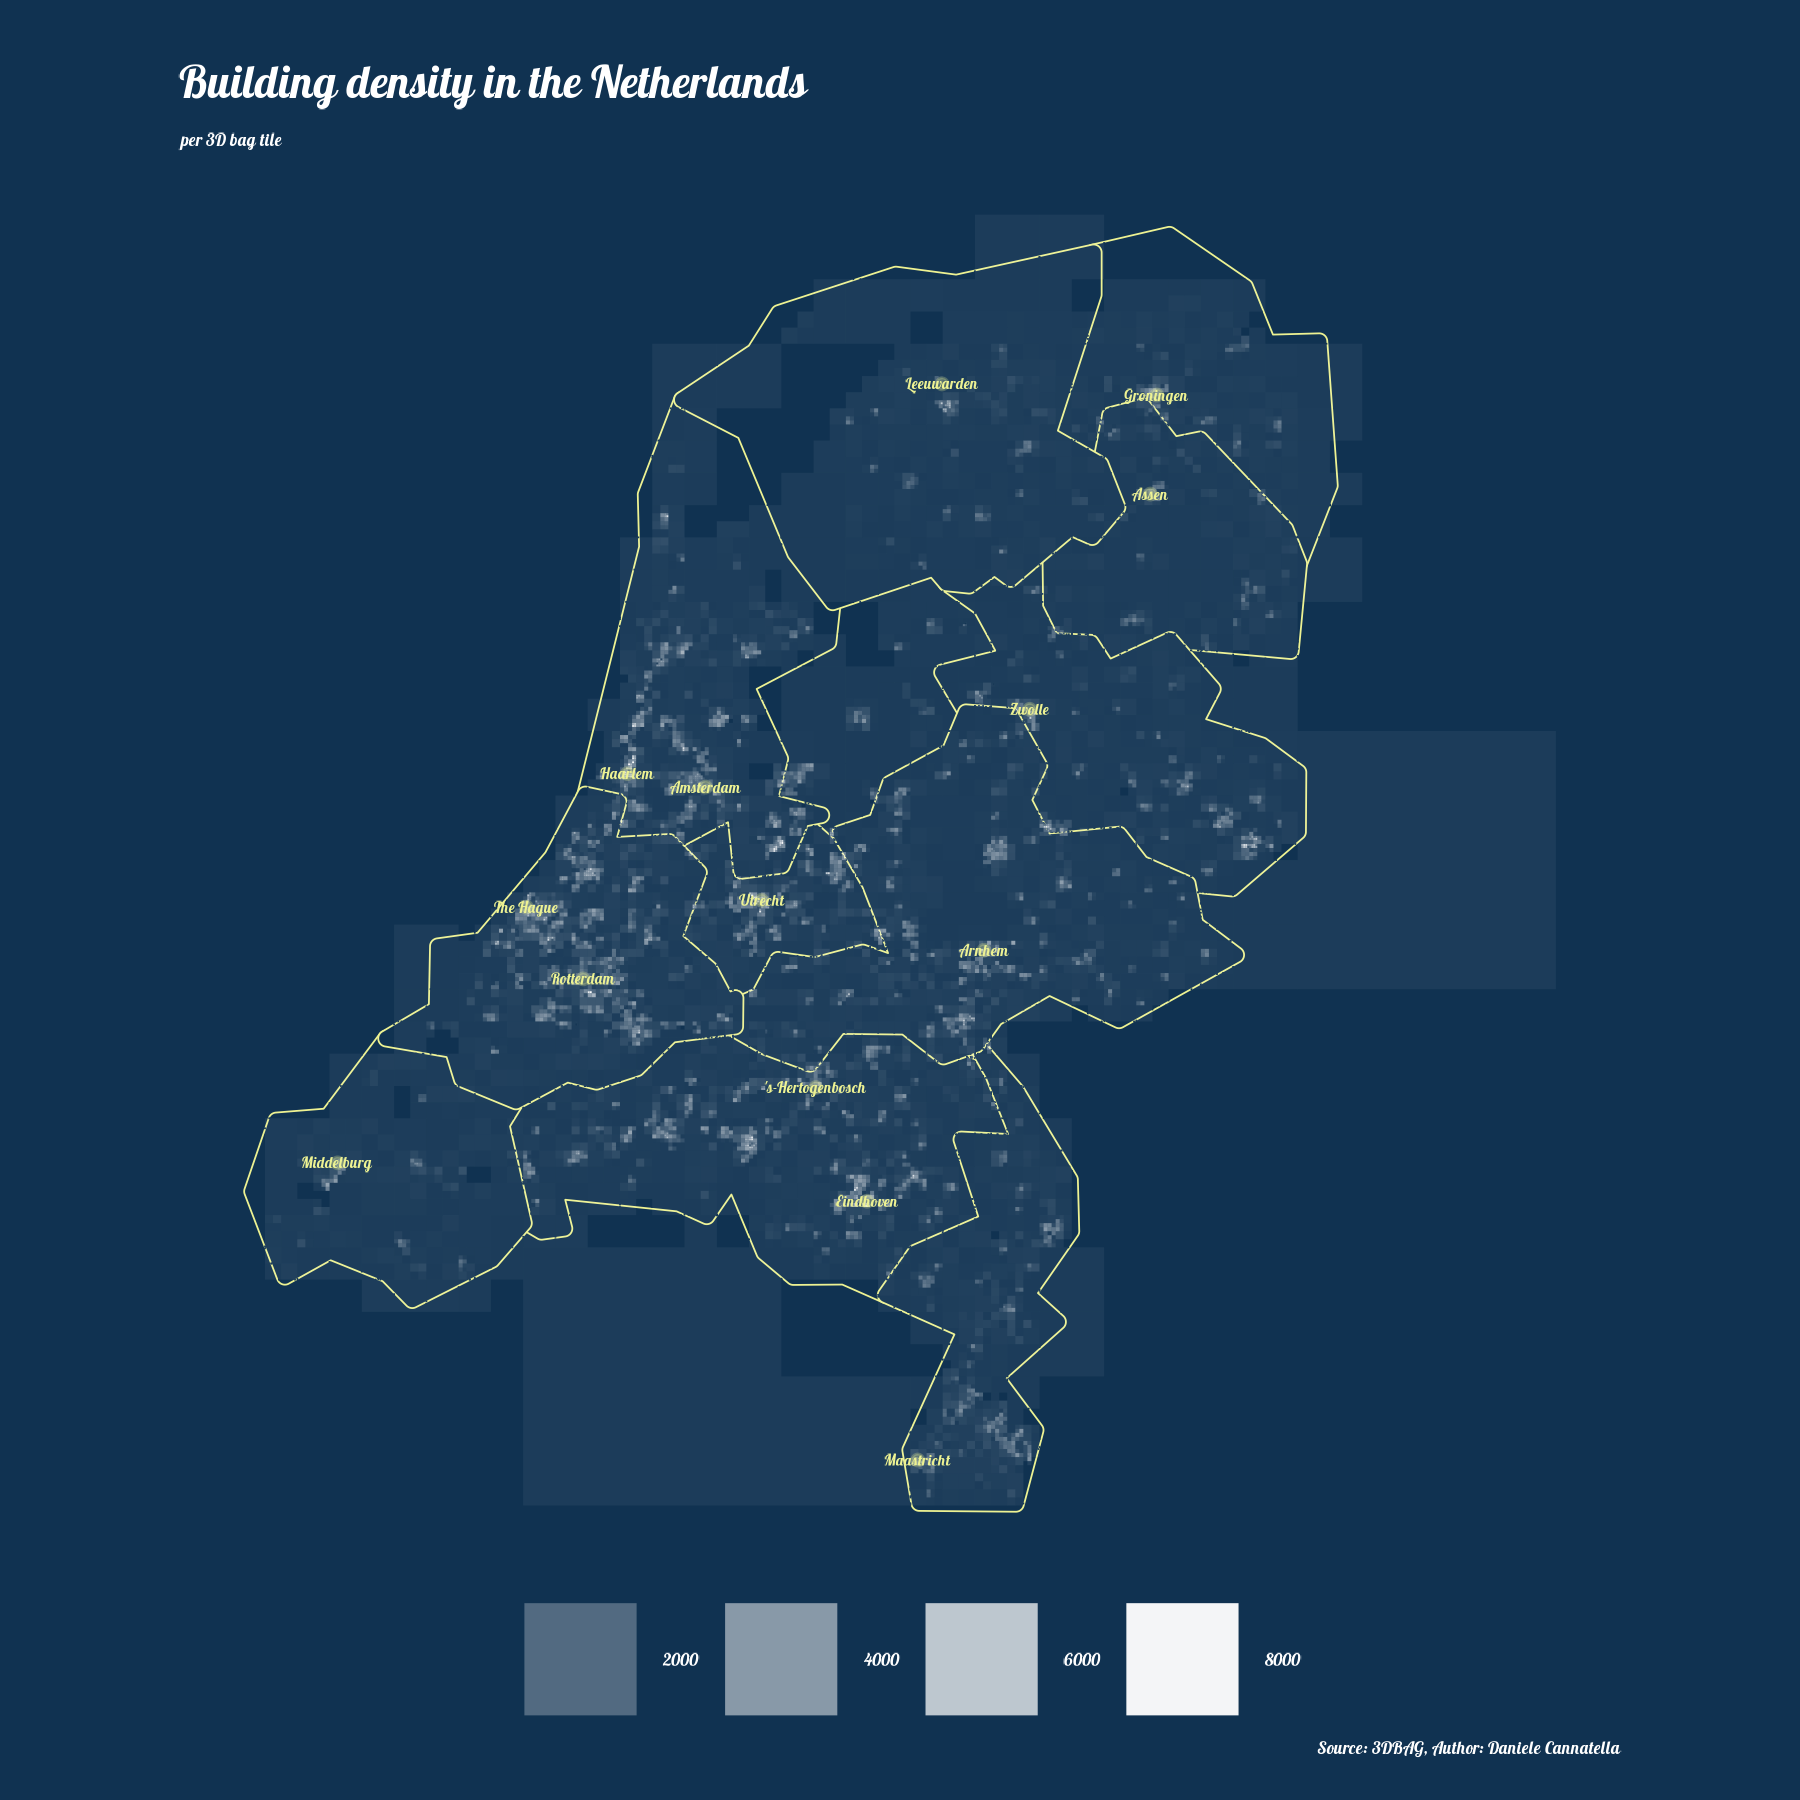 Building density in the Netherlands
per 3D bag tile
Leeuwarden
Groningen
Assen
Zwolle
Haarlem
Amsterdam
Utrecht
The Hague
Arnhem
Rotterdam
's-Hertogenbosch
Middelburg
Eindhoven
Maastricht
2000 4000 6000 8000
Source: 3DBAG, Author: Daniele Cannatella